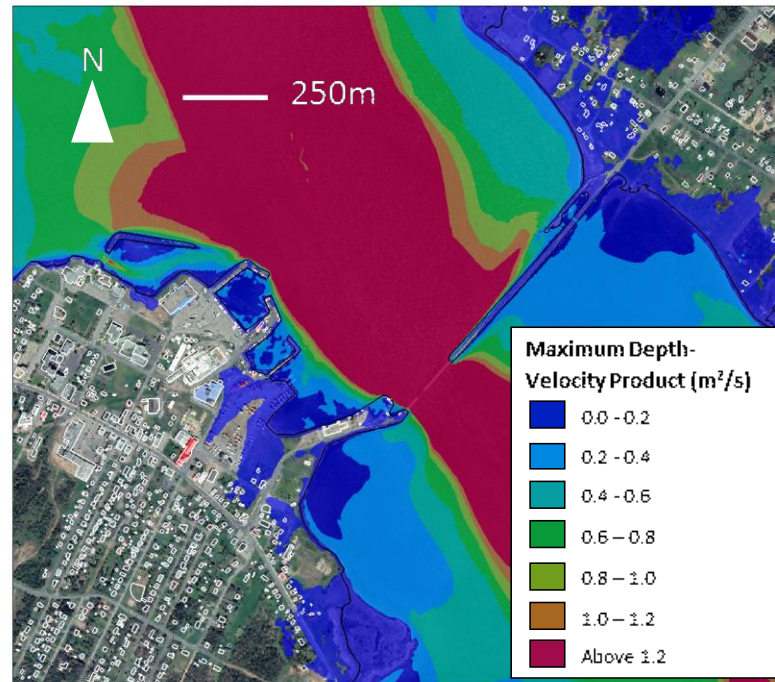 N
250m
Maximum Depth-
Velocity Product (m²/s)
0.0 - 0.2
0.2 - 0.4
0.4 - 0.6
0.6 – 0.8
0.8 – 1.0
1.0 – 1.2
Above 1.2